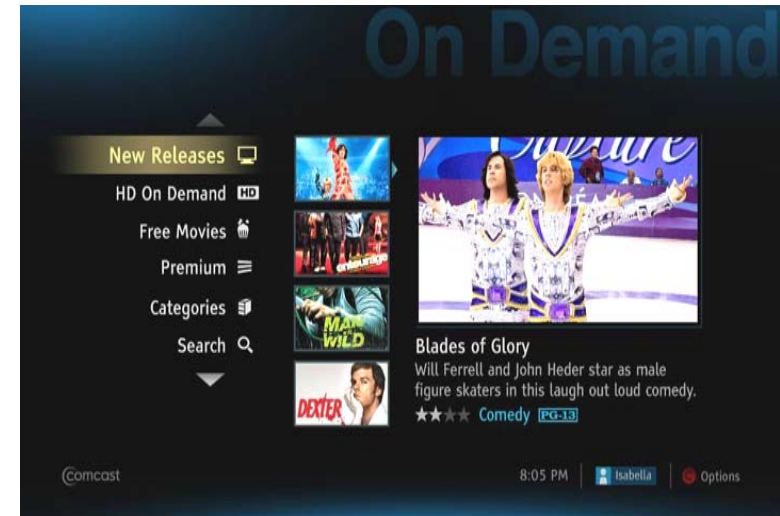 On Demand
New Releases
HD On Demand HD
Free Movies
Premium
Categories
Search
entourage
MAN
VS
WILD
DEXTER
Blades of Glory
Will Ferrell and John Heder star as male
figure skaters in this laugh out loud comedy.
Comedy PG-13
comcast
8:05 PM
Isabella
C Options